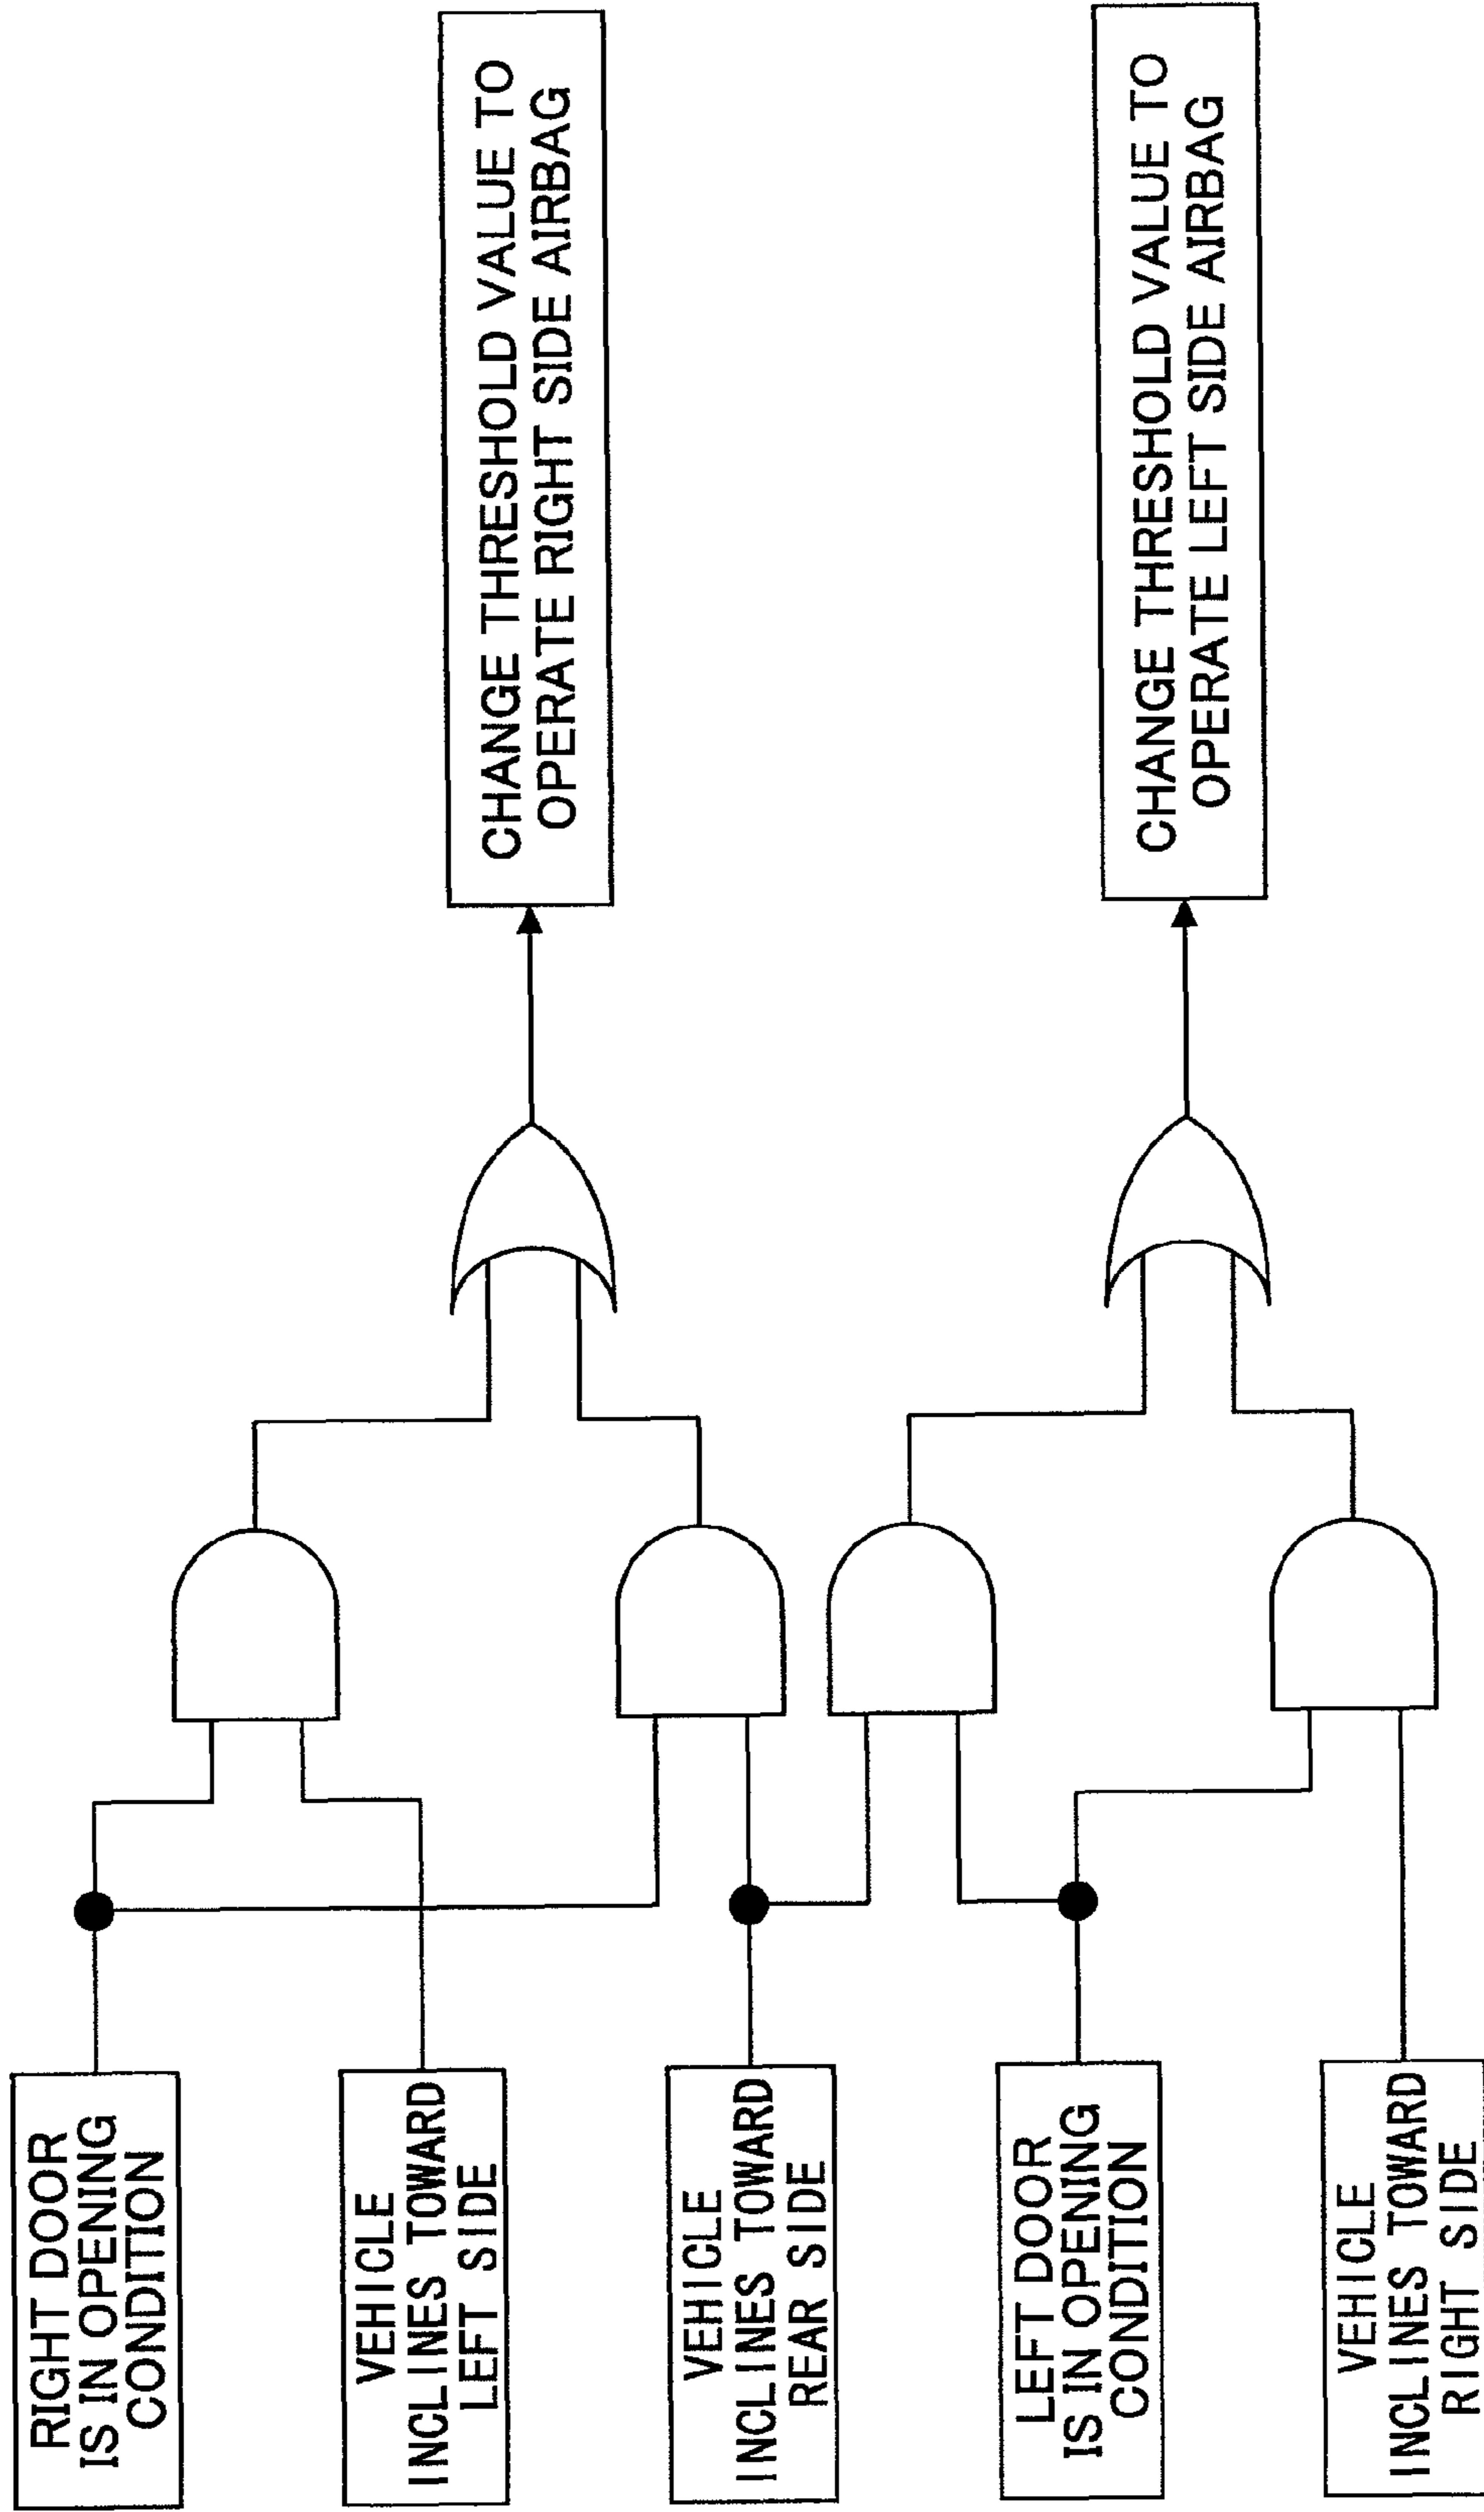 RIGHT DOOR
IS IN OPENING
CONDITION
VEHICLE
INCLINES TOWARD
LEFT SIDE
VEHICLE
INCLINES TOWARD
REAR SIDE
LEFT DOOR
IS IN OPENING
CONDITION
VEHICLE
INCLINES TOWARD
RIGHT SIDE
CHANGE THRESHOLD VALUE TO
OPERATE RIGHT SIDE AIRBAG
CHANGE THRESHOLD VALUE TO
OPERATE LEFT SIDE AIRBAG